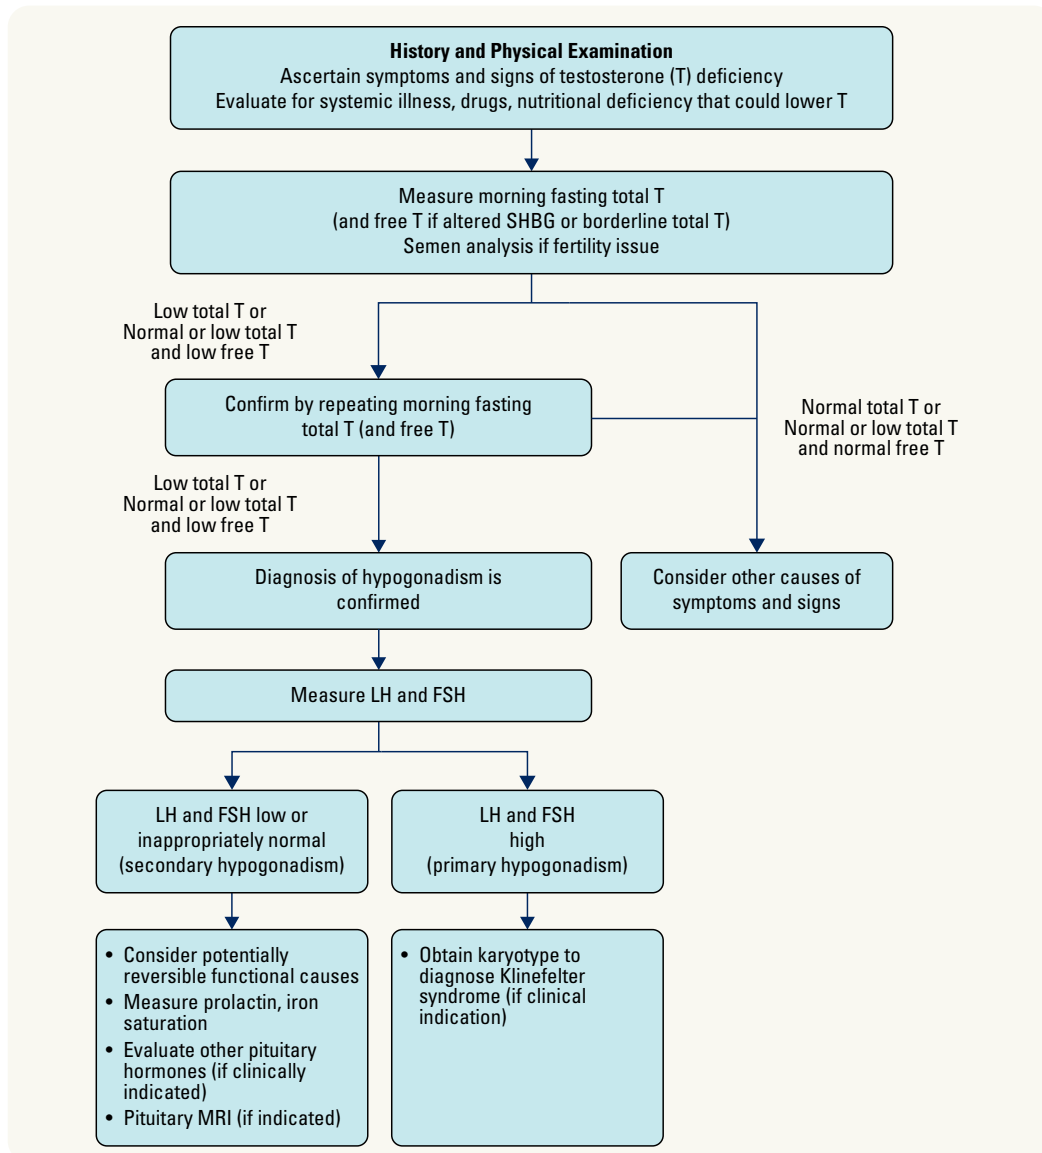 History and Physical Examination
Ascertain symptoms and signs of testosterone (T) deficiency
Evaluate for systemic illness, drugs, nutritional deficiency that could lower T
Measure morning fasting total T
(and free T if altered SHBG or borderline total T)
Semen analysis if fertility issue
Low total T or
Normal or low total T
and low free T
Confirm by repeating morning fasting
total T (and free T)
Normal total T or
Normal or low total T
and normal free T
Low total T or
Normal or low total T
and low free T
Diagnosis of hypogonadism is
confirmed
Consider other causes of
symptoms and signs
Measure LH and FSH
LH and FSH low or
inappropriately normal
(secondary hypogonadism)
LH and FSH
high
(primary hypogonadism)
• Consider potentially
reversible functional causes
• Measure prolactin, iron
saturation
• Evaluate other pituitary
hormones (if clinically
indicated)
• Pituitary MRI (if indicated)
• Obtain karyotype to
diagnose Klinefelter
syndrome (if clinical
indication)